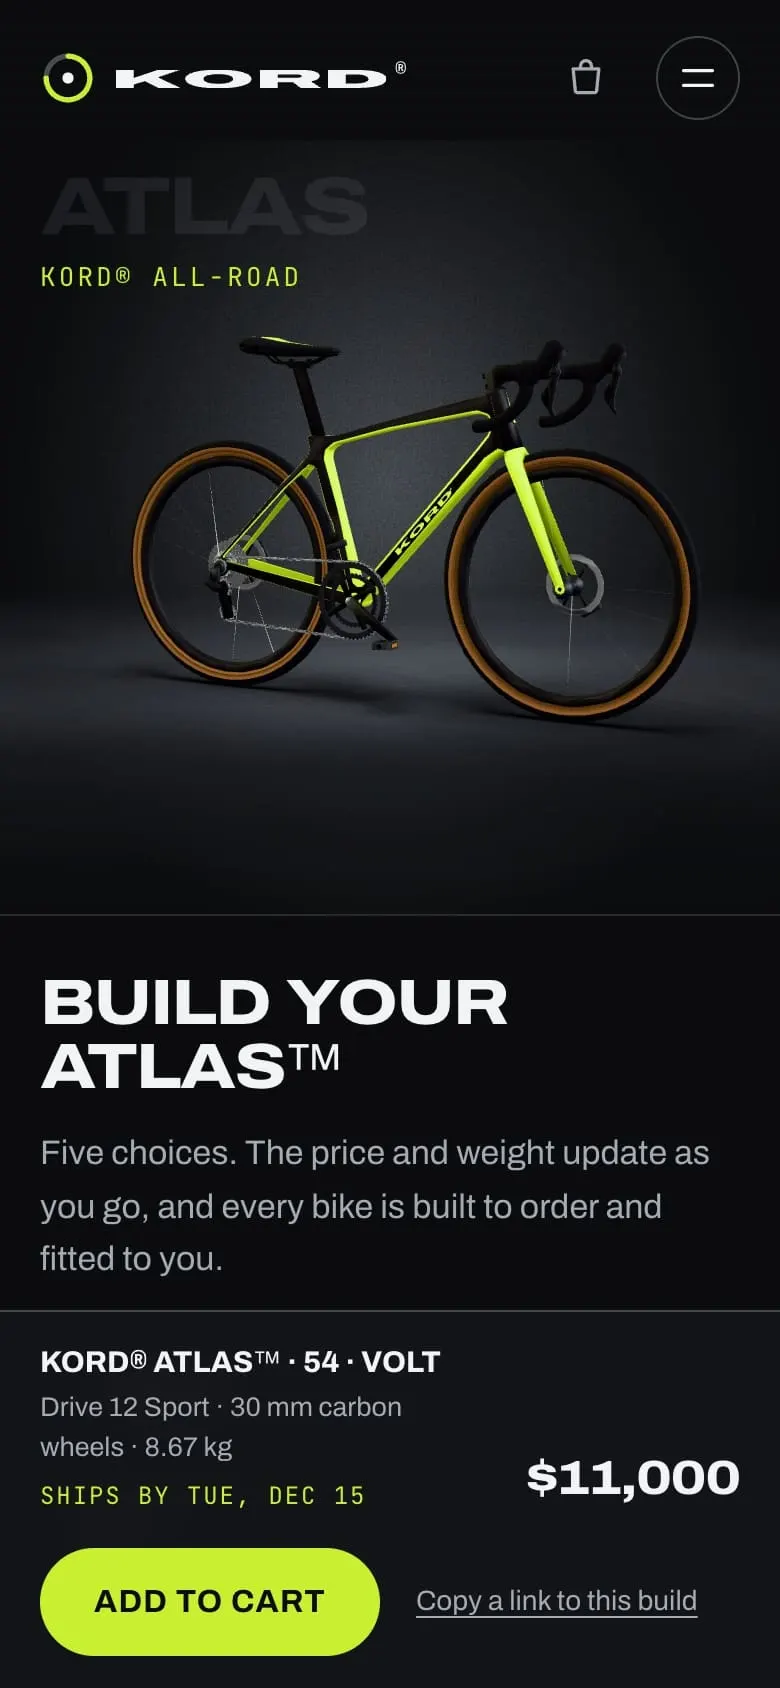 KORD®
ATLAS
KORD® ALL-ROAD
KORD
BUILD YOUR
ATLAS™
Five choices. The price and weight update as
you go, and every bike is built to order and
fitted to you.
KORD® ATLAS™ · 54 · VOLT
Drive 12 Sport · 30 mm carbon
wheels · 8.67 kg
SHIPS BY TUE, DEC 15
$11,000
ADD TO CART
Copy a link to this build